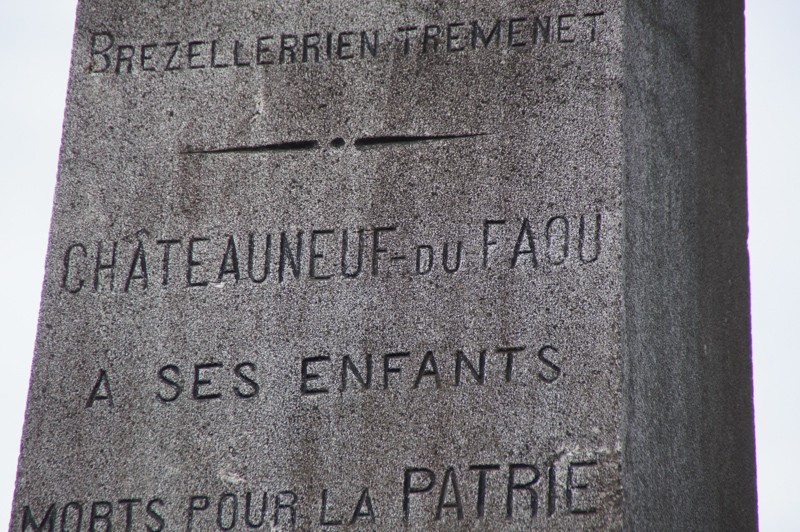 BREZELLERRIEN TREMENET
CHÂTEAUNEUF-DU FAOU
A SES ENFANTS
MORTS POUR LA PATRIE